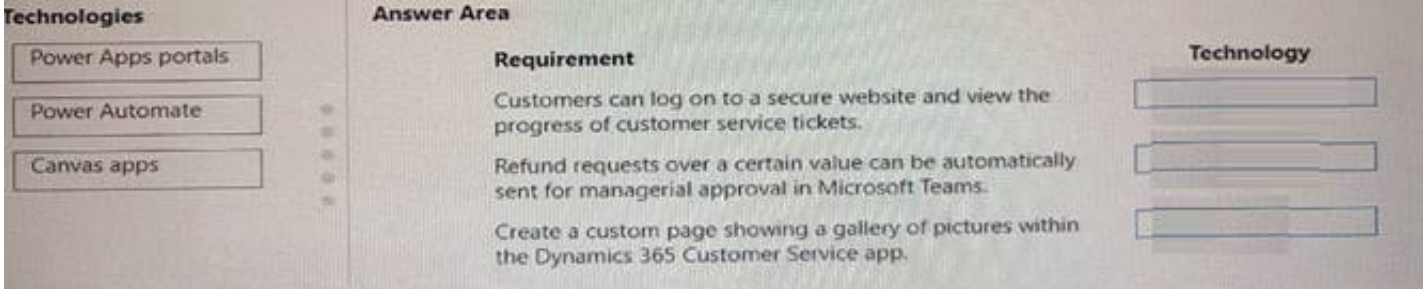 Technologies
Answer Area
Power Apps portals
Power Automate
Canvas apps
Requirement
Technology
Customers can log on to a secure website and view the
progress of customer service tickets.
Refund requests over a certain value can be automatically
sent for managerial approval in Microsoft Teams.
Create a custom page showing a gallery of pictures within
the Dynamics 365 Customer Service app.